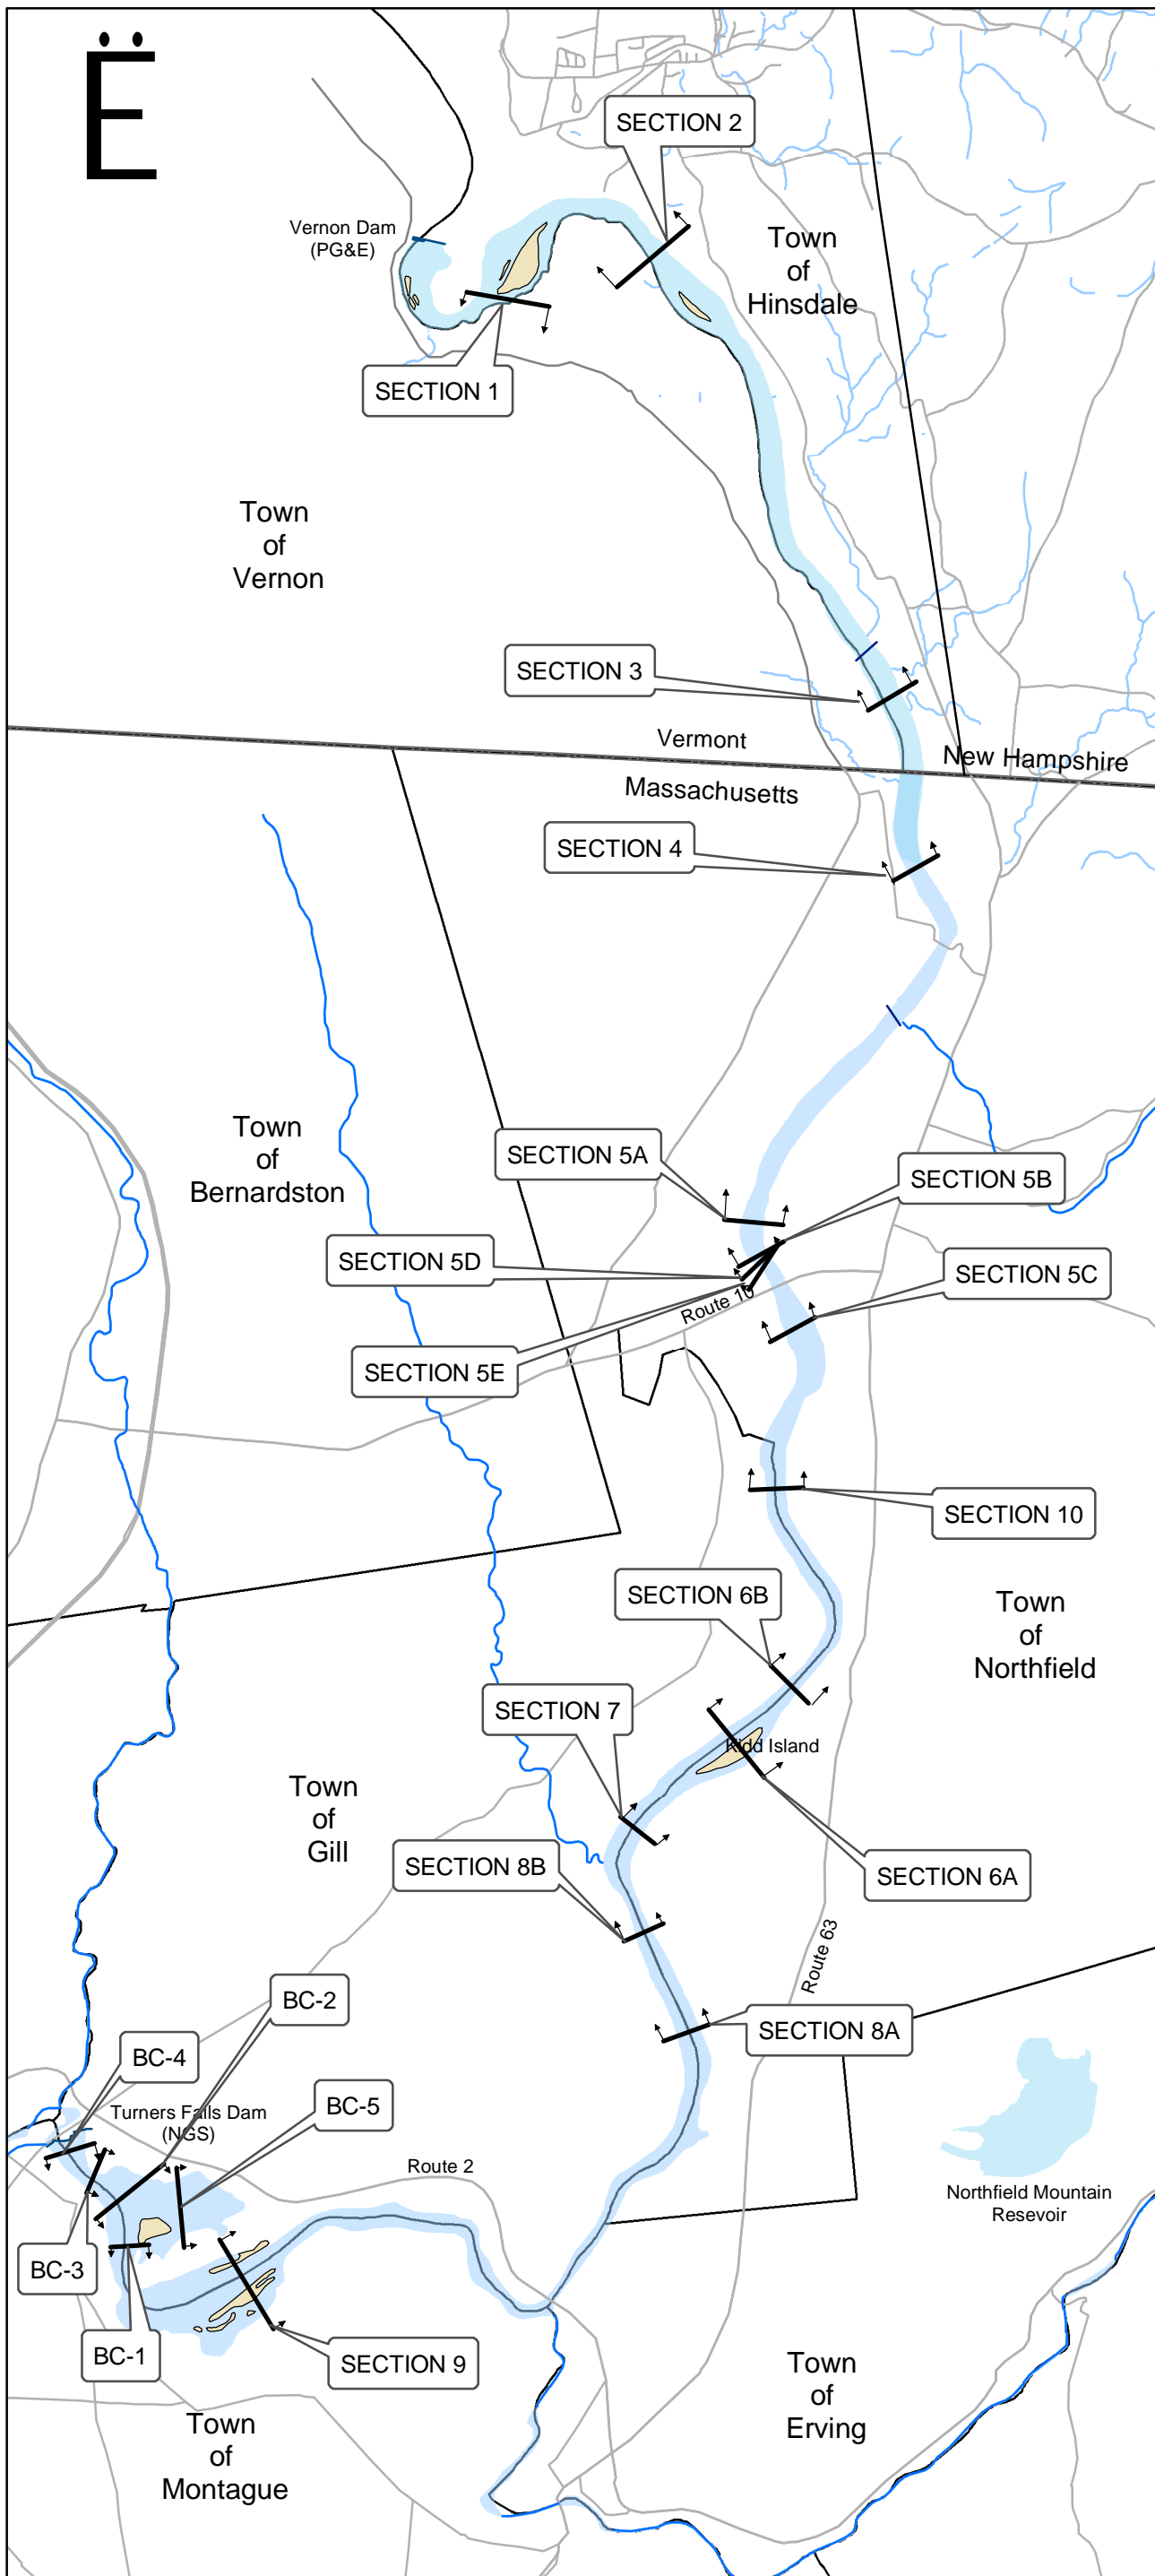 Ë
SECTION 2
Vernon Dam
(PG&E)
Town
of
Hinsdale
SECTION 1
Town
of
Vernon
SECTION 3
Vermont
New Hampshire
Massachusetts
SECTION 4
Town
of
Bernardston
SECTION 5A
SECTION 5B
SECTION 5D
SECTION 5C
Route 10
SECTION 5E
SECTION 10
SECTION 6B
Town
of
Northfield
SECTION 7
Kidd Island
Town
of
Gill
SECTION 8B
SECTION 6A
Route 63
BC-2
SECTION 8A
BC-4
BC-5
Turners Falls Dam
(NGS)
Route 2
Northfield Mountain
Resevoir
BC-3
BC-1
SECTION 9
Town
of
Erving
Town
of
Montague